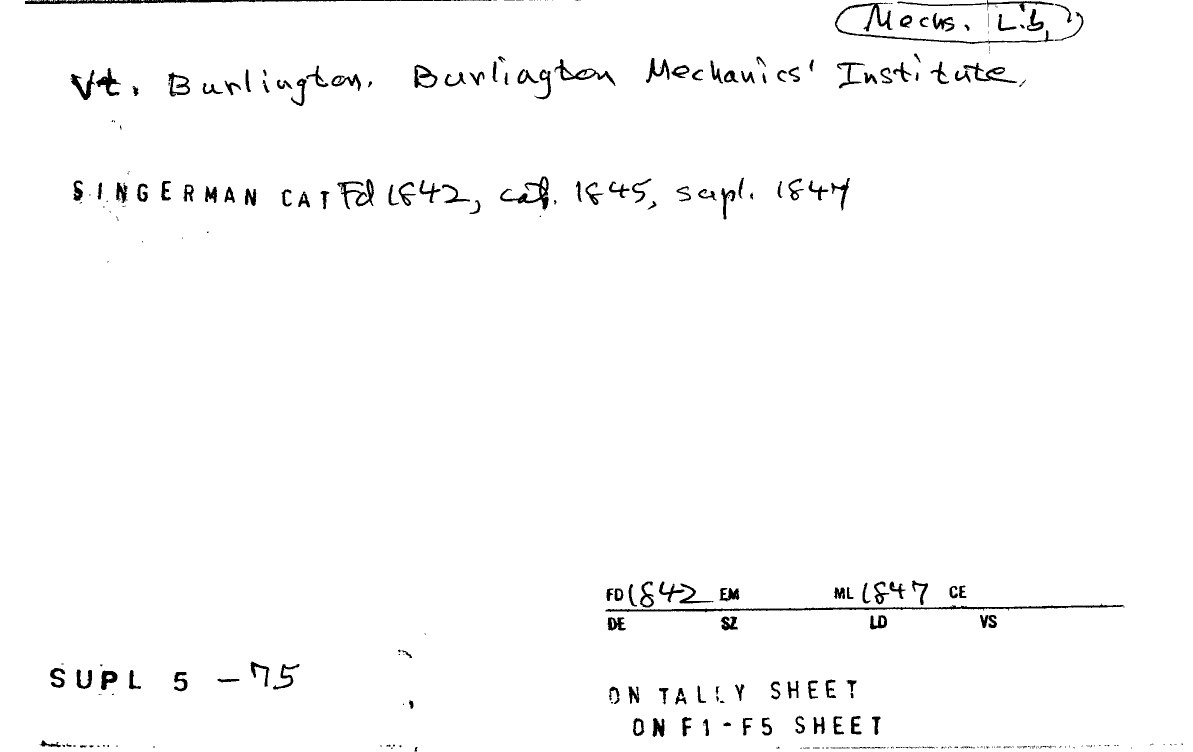 Mechs. Lib.
Vt. Burlington. Burlington Mechanics' Institute.
SINGERMAN CAT Fd 1842, cat. 1845, supl. 1847
FD 1842 EM ML 1847 CE
DE SZ LD VS
SUPL 5 - 75
ON TALLY SHEET
ON F1-F5 SHEET